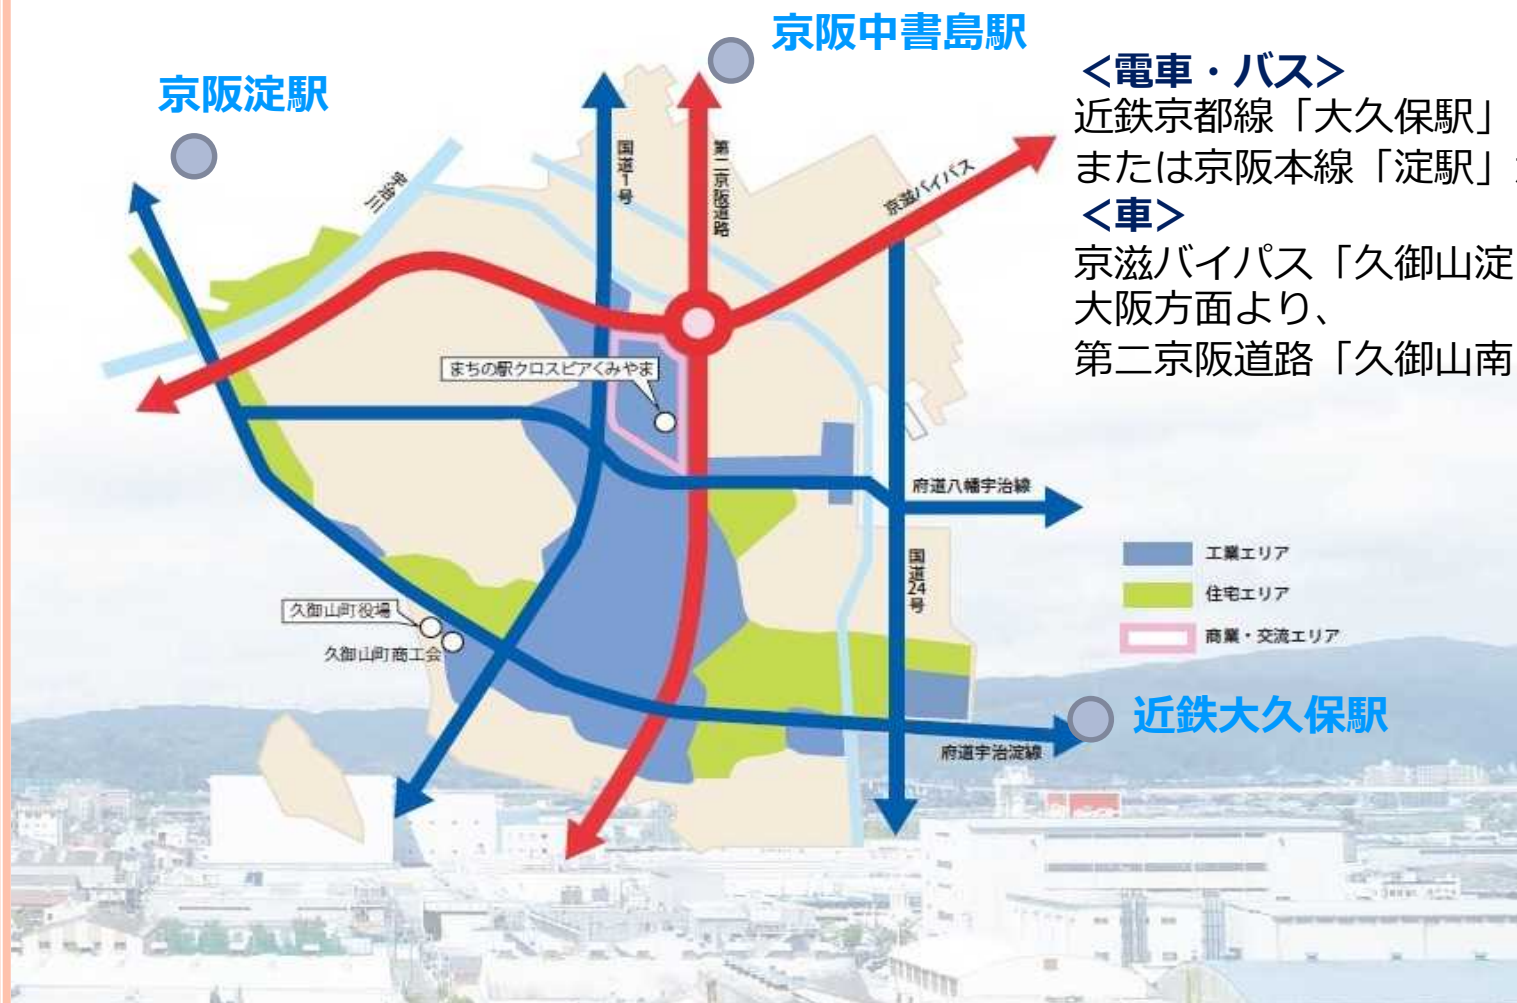 京阪中書島駅
京阪淀駅
＜電車・バス＞
近鉄京都線「大久保駅」
または京阪本線「淀駅」
＜車＞
京滋バイパス「久御山淀
大阪方面より、
第二京阪道路「久御山南
国道1号
第二京阪道路
京滋バイパス
宇治川
まちの駅クロスピアくみやま
府道八幡宇治線
国道24号
工業エリア
住宅エリア
商業・交流エリア
久御山町役場
久御山町商工会
近鉄大久保駅
府道宇治淀線